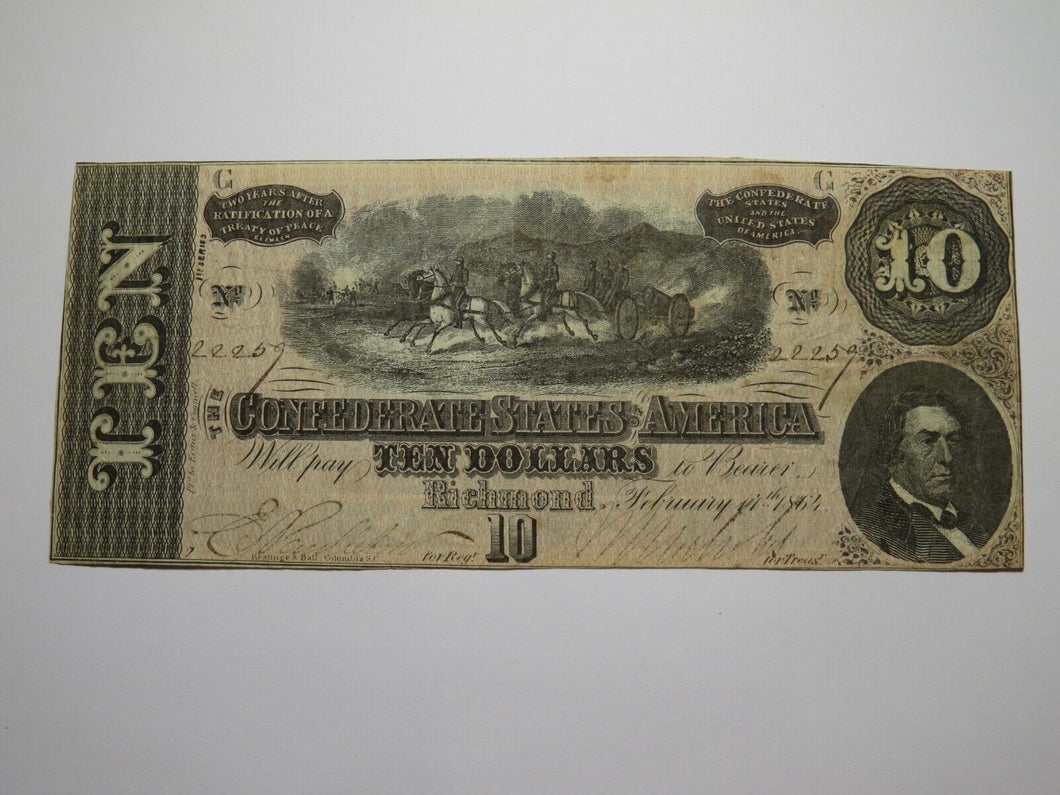 C
C
TWO YEARS AFTER
THE
RATIFICATION OF A
TREATY OF PEACE
BETWEEN
THE CONFEDERATE
STATES
AND THE
UNITED STATES
OF AMERICA
10
TEN
1ST SERIES
No
No
22259
22259
THE
CONFEDERATE STATES OF AMERICA
Will pay TEN DOLLARS to Bearer
Richmond February 17th 1864
10
for Regr.
for Treasr.